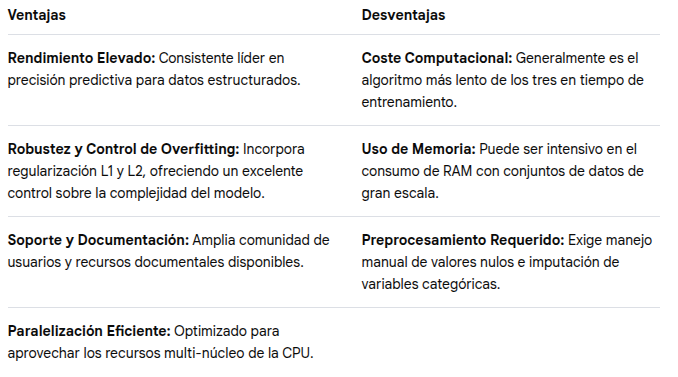 Ventajas
Desventajas
Rendimiento Elevado: Consistente líder en
precisión predictiva para datos estructurados.
Coste Computacional: Generalmente es el
algoritmo más lento de los tres en tiempo de
entrenamiento.
Robustez y Control de Overfitting: Incorpora
regularización L1 y L2, ofreciendo un excelente
control sobre la complejidad del modelo.
Uso de Memoria: Puede ser intensivo en el
consumo de RAM con conjuntos de datos de
gran escala.
Soporte y Documentación: Amplia comunidad de
usuarios y recursos documentales disponibles.
Preprocesamiento Requerido: Exige manejo
manual de valores nulos e imputación de
variables categóricas.
Paralelización Eficiente: Optimizado para
aprovechar los recursos multi-núcleo de la CPU.